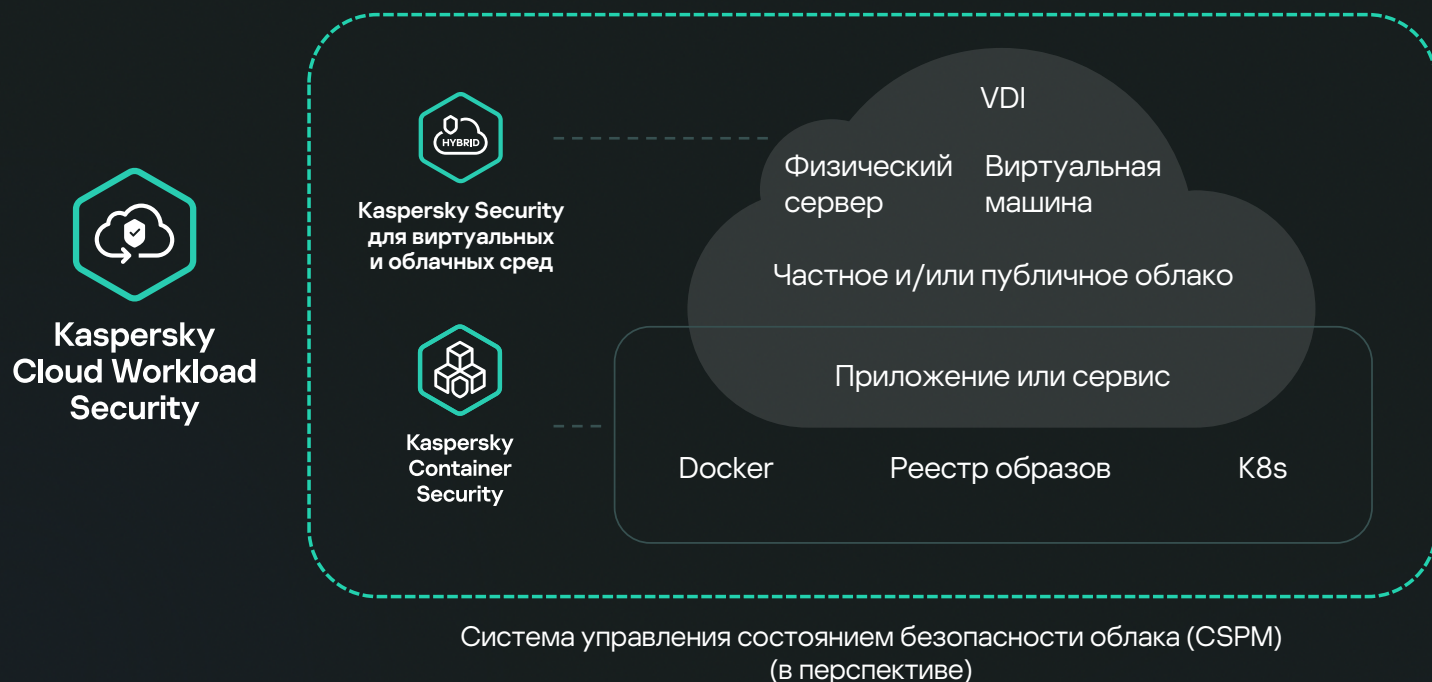 Kaspersky
Cloud Workload
Security
HYBRID
Kaspersky Security
для виртуальных
и облачных сред
Kaspersky
Container
Security
VDI
Физический
сервер
Виртуальная
машина
Частное и/или публичное облако
Приложение или сервис
Docker
Реестр образов
K8s
Система управления состоянием безопасности облака (CSPM)
(в перспективе)